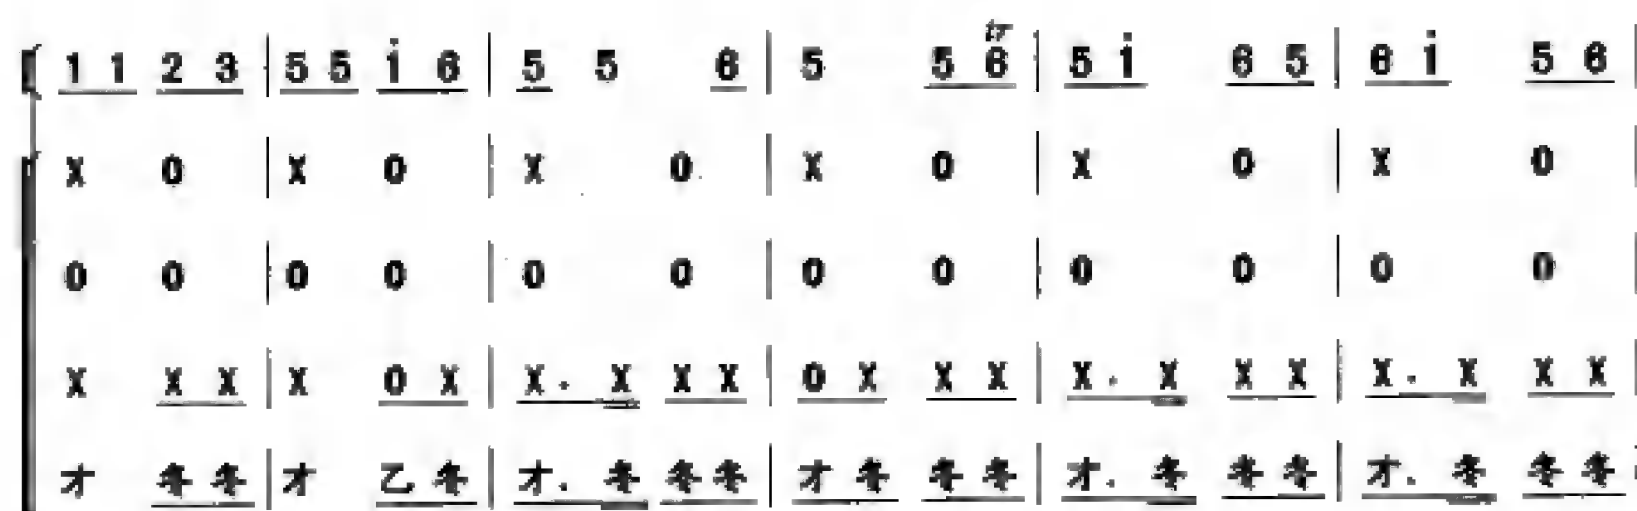 1 1 2 3 | 5 5 i̇ 6 | 5 5 6 | 5 5 6 tr | 5 i̇ 6 5 | 6 i̇ 5 6
X 0 | X 0 | X 0 | X 0 | X 0 | X 0
0 0 | 0 0 | 0 0 | 0 0 | 0 0 | 0 0
X X X | X 0 X | X. X X X | 0 X X X | X. X X X | X. X X X
才 冬冬 | 才 乙冬 | 才. 冬 冬冬 | 才冬 冬冬 | 才. 冬 冬冬 | 才. 冬 冬冬